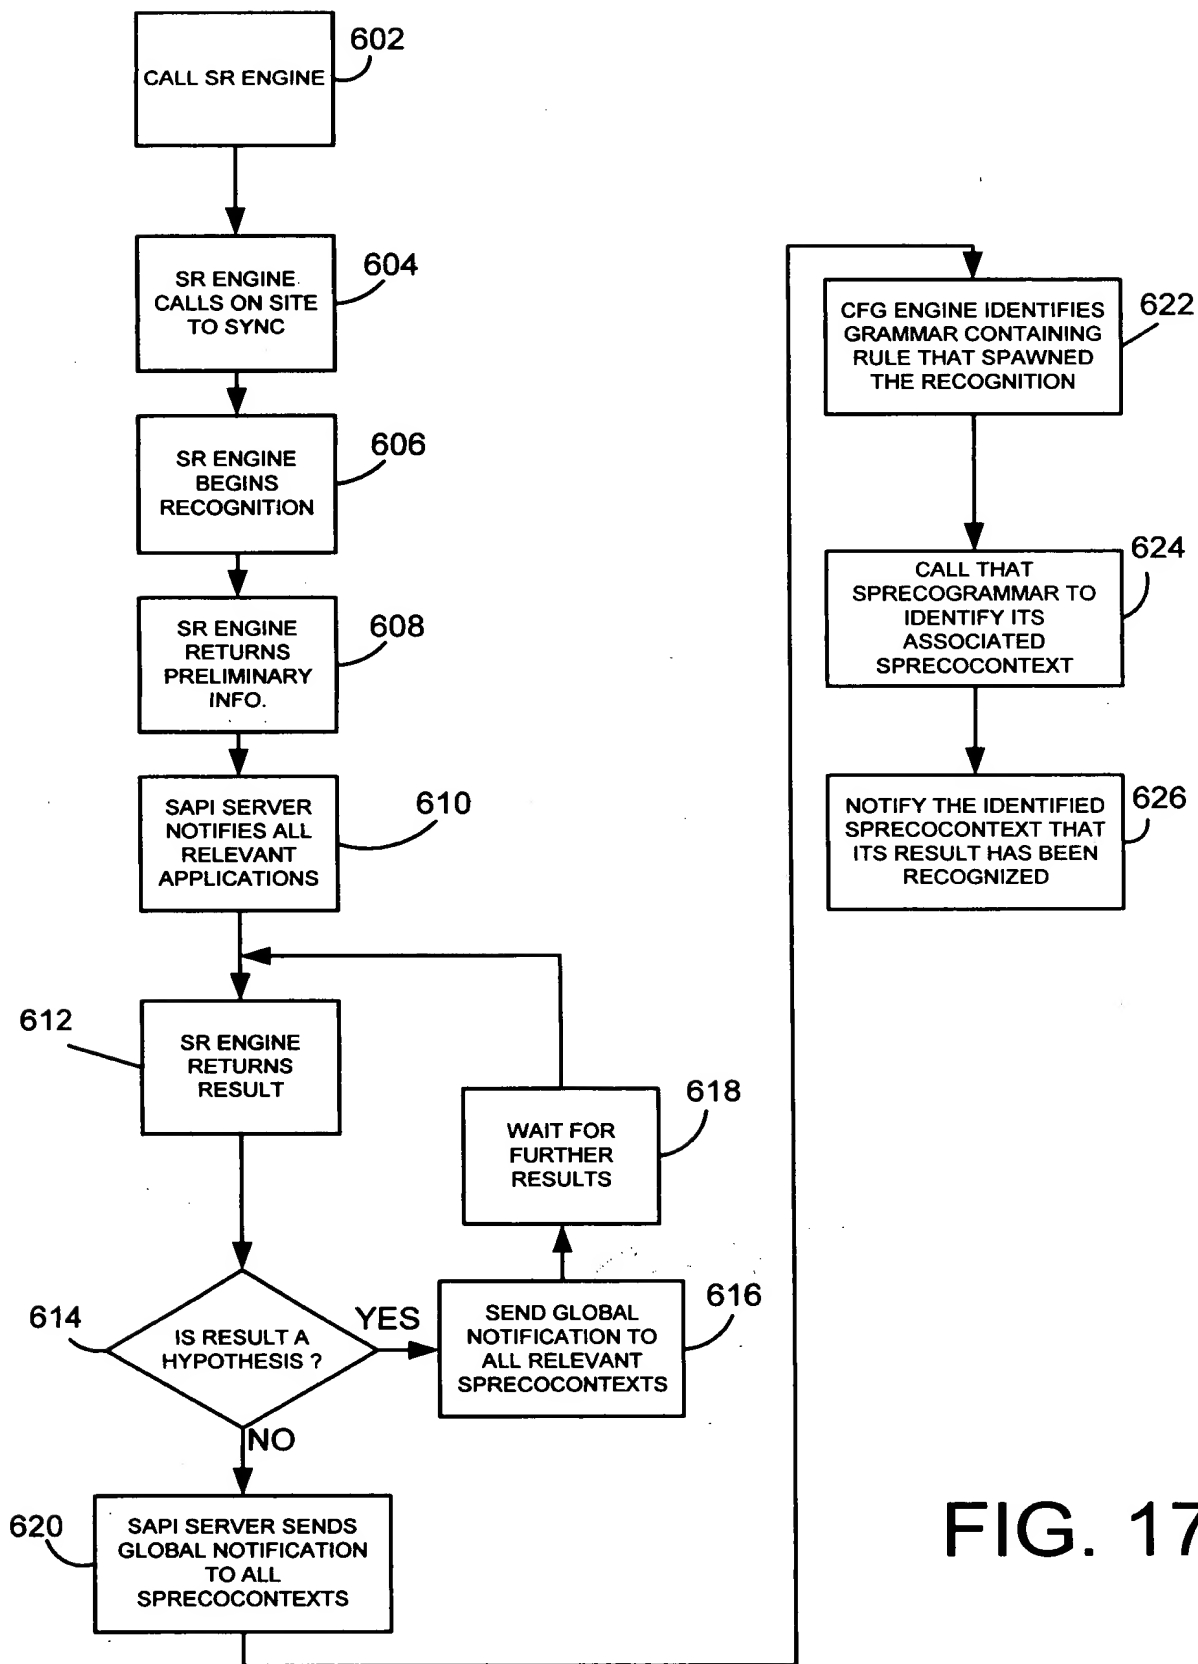 602
CALL SR ENGINE
604
SR ENGINE
CALLS ON SITE
TO SYNC
606
SR ENGINE
BEGINS
RECOGNITION
608
SR ENGINE
RETURNS
PRELIMINARY
INFO.
610
SAPI SERVER
NOTIFIES ALL
RELEVANT
APPLICATIONS
612
SR ENGINE
RETURNS
RESULT
614
IS RESULT A
HYPOTHESIS ?
YES
NO
616
SEND GLOBAL
NOTIFICATION TO
ALL RELEVANT
SPRECOCONTEXTS
618
WAIT FOR
FURTHER
RESULTS
620
SAPI SERVER SENDS
GLOBAL NOTIFICATION
TO ALL
SPRECOCONTEXTS
622
CFG ENGINE IDENTIFIES
GRAMMAR CONTAINING
RULE THAT SPAWNED
THE RECOGNITION
624
CALL THAT
SPRECOGRAMMAR TO
IDENTIFY ITS
ASSOCIATED
SPRECOCONTEXT
626
NOTIFY THE IDENTIFIED
SPRECOCONTEXT THAT
ITS RESULT HAS BEEN
RECOGNIZED
FIG. 17